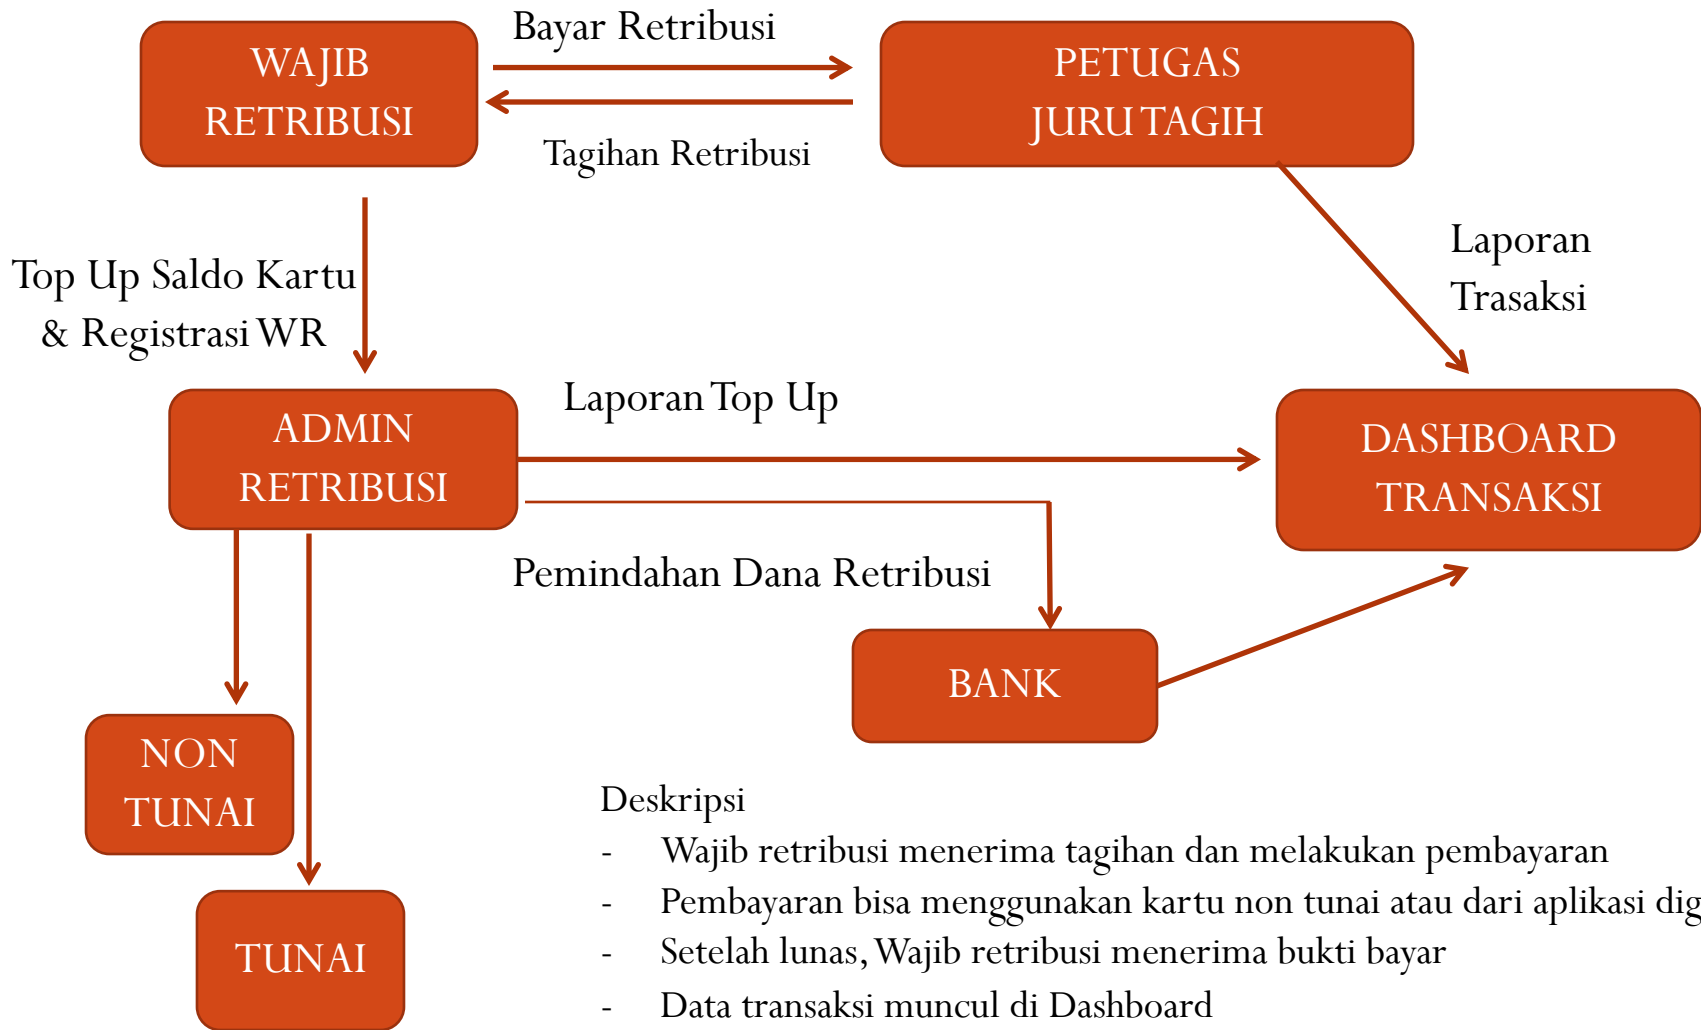 Bayar Retribusi
WAJIB
RETRIBUSI
PETUGAS
JURU TAGIH
Tagihan Retribusi
Top Up Saldo Kartu
& Registrasi WR
Laporan
Trasaksi
ADMIN
RETRIBUSI
Laporan Top Up
DASHBOARD
TRANSAKSI
Pemindahan Dana Retribusi
BANK
NON
TUNAI
TUNAI
Deskripsi
- Wajib retribusi menerima tagihan dan melakukan pembayaran
- Pembayaran bisa menggunakan kartu non tunai atau dari aplikasi dig
- Setelah lunas, Wajib retribusi menerima bukti bayar
- Data transaksi muncul di Dashboard